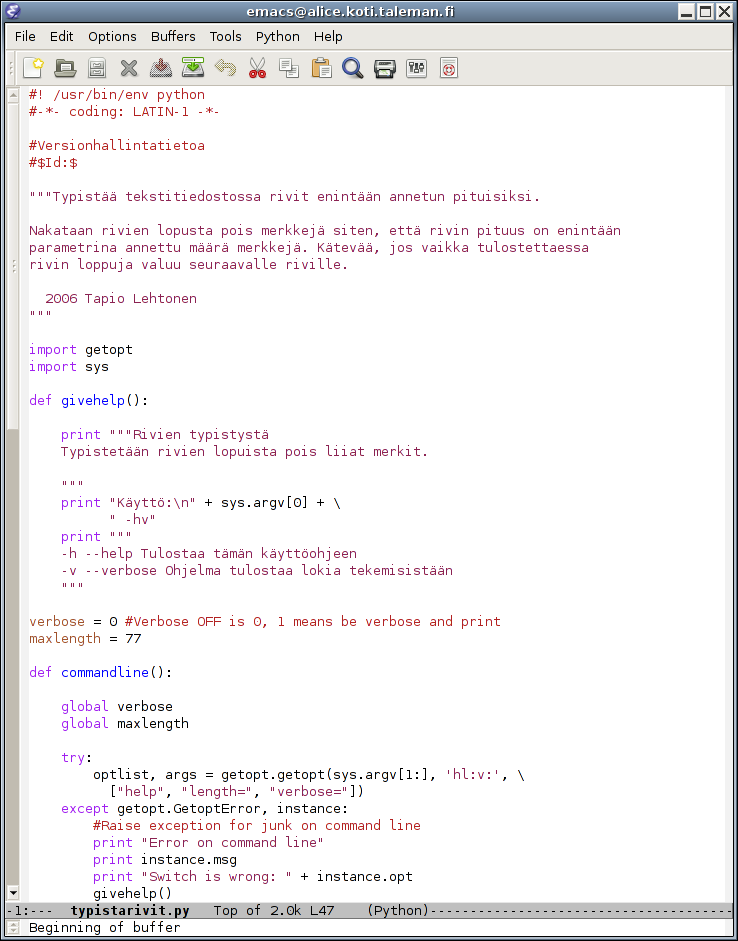 emacs@alice.koti.taleman.fi
File Edit Options Buffers Tools Python Help
#! /usr/bin/env python
#-*- coding: LATIN-1 -*-

#Versionhallintatietoa
#$Id:$

"""Typistää tekstitiedostossa rivit enintään annetun pituisiksi.

Nakataan rivien lopusta pois merkkejä siten, että rivin pituus on enintään
parametrina annettu määrä merkkejä. Kätevää, jos vaikka tulostettaessa
rivin loppuja valuu seuraavalle riville.

  2006 Tapio Lehtonen
"""

import getopt
import sys

def givehelp():

    print """Rivien typistystä
    Typistetään rivien lopuista pois liiat merkit.

    """
    print "Käyttö:\n" + sys.argv[0] + \
          " -hv"
    print """
    -h --help Tulostaa tämän käyttöohjeen
    -v --verbose Ohjelma tulostaa lokia tekemisistään
    """

verbose = 0 #Verbose OFF is 0, 1 means be verbose and print
maxlength = 77

def commandline():

    global verbose
    global maxlength

    try:
        optlist, args = getopt.getopt(sys.argv[1:], 'hl:v:', \
          ["help", "length=", "verbose="])
    except getopt.GetoptError, instance:
        #Raise exception for junk on command line
        print "Error on command line"
        print instance.msg
        print "Switch is wrong: " + instance.opt
        givehelp()
-1:---  typistarivit.py   Top of 2.0k L47    (Python)--------------------------------------
Beginning of buffer